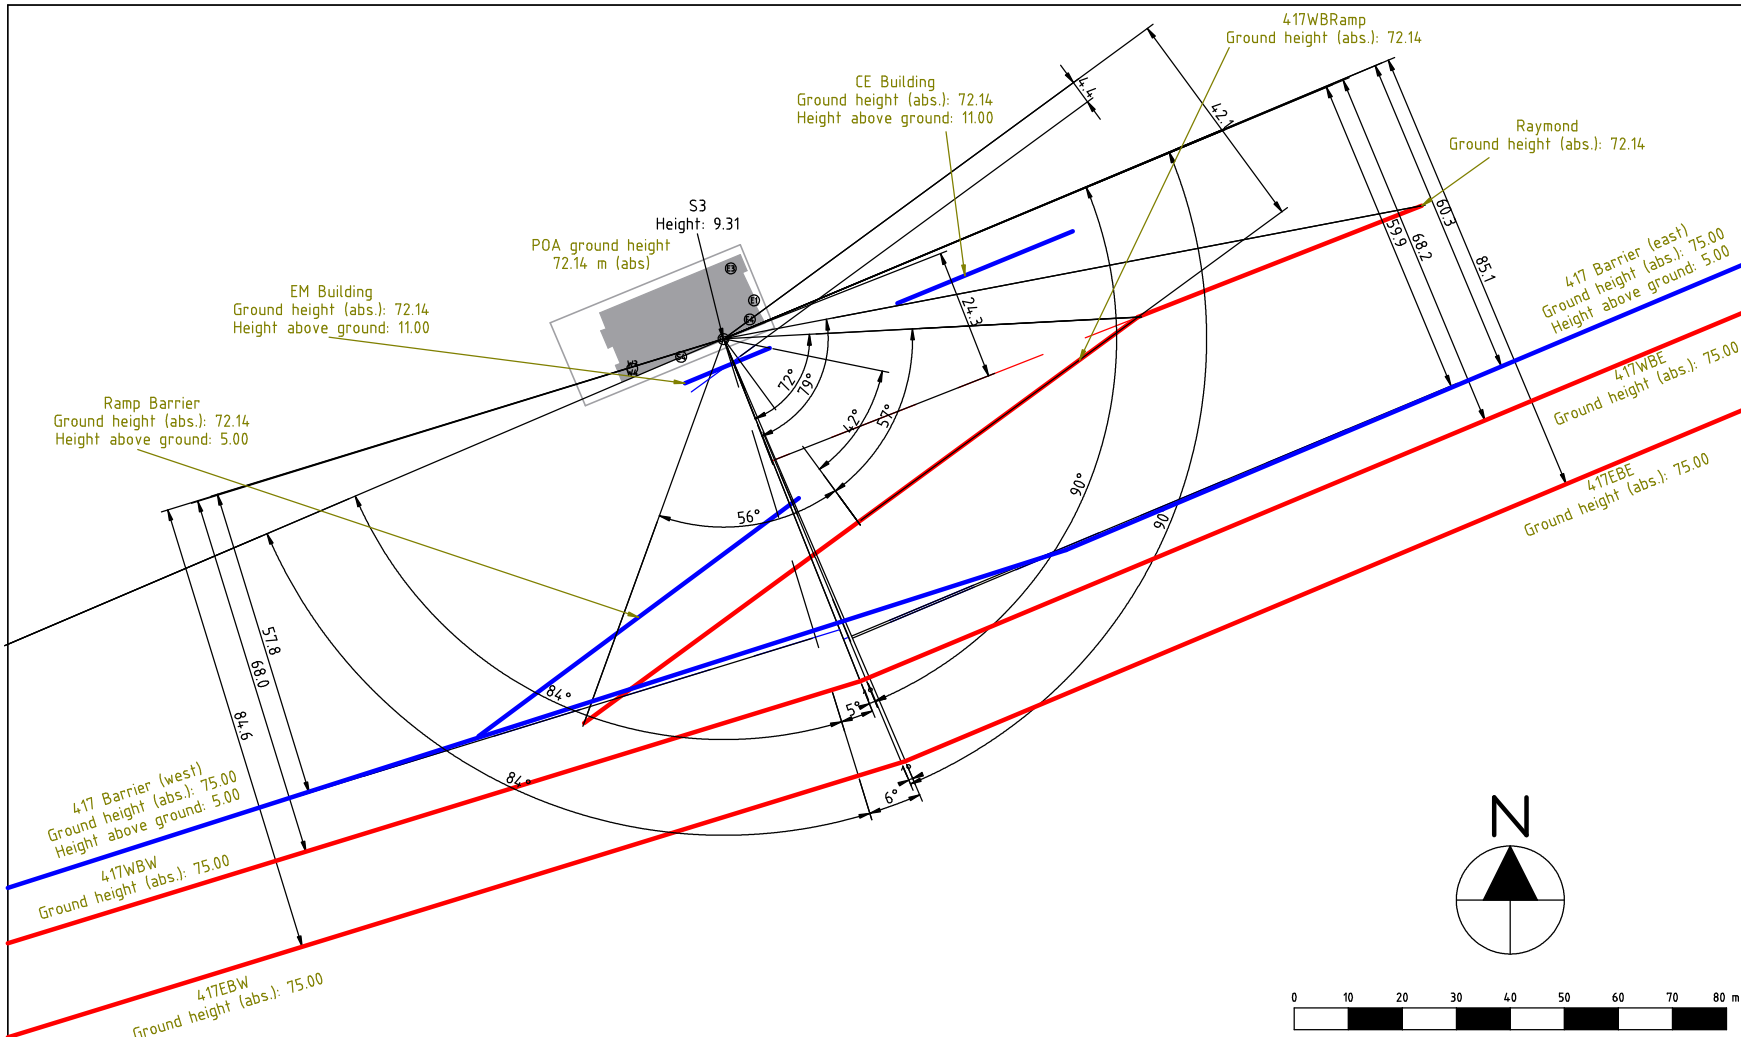 417WBRamp
Ground height (abs.): 72.14
CE Building
Ground height (abs.): 72.14
Height above ground: 11.00
4.4
42.1
Raymond
Ground height (abs.): 72.14
S3
Height: 9.31
POA ground height
72.14 m (abs)
EM Building
Ground height (abs.): 72.14
Height above ground: 11.00
24.3
59.9
68.2
60.3
85.1
417 Barrier (east)
Ground height (abs.): 75.00
Height above ground: 5.00
417WBE
Ground height (abs.): 75.00
417EBE
Ground height (abs.): 75.00
Ramp Barrier
Ground height (abs.): 72.14
Height above ground: 5.00
72°
79°
42°
57°
56°
90°
90
57.8
68.0
84.6
84°
84°
5°
1°
6°
1°
417 Barrier (west)
Ground height (abs.): 75.00
Height above ground: 5.00
417WBW
Ground height (abs.): 75.00
417EBW
Ground height (abs.): 75.00
N
0 10 20 30 40 50 60 70 80 m